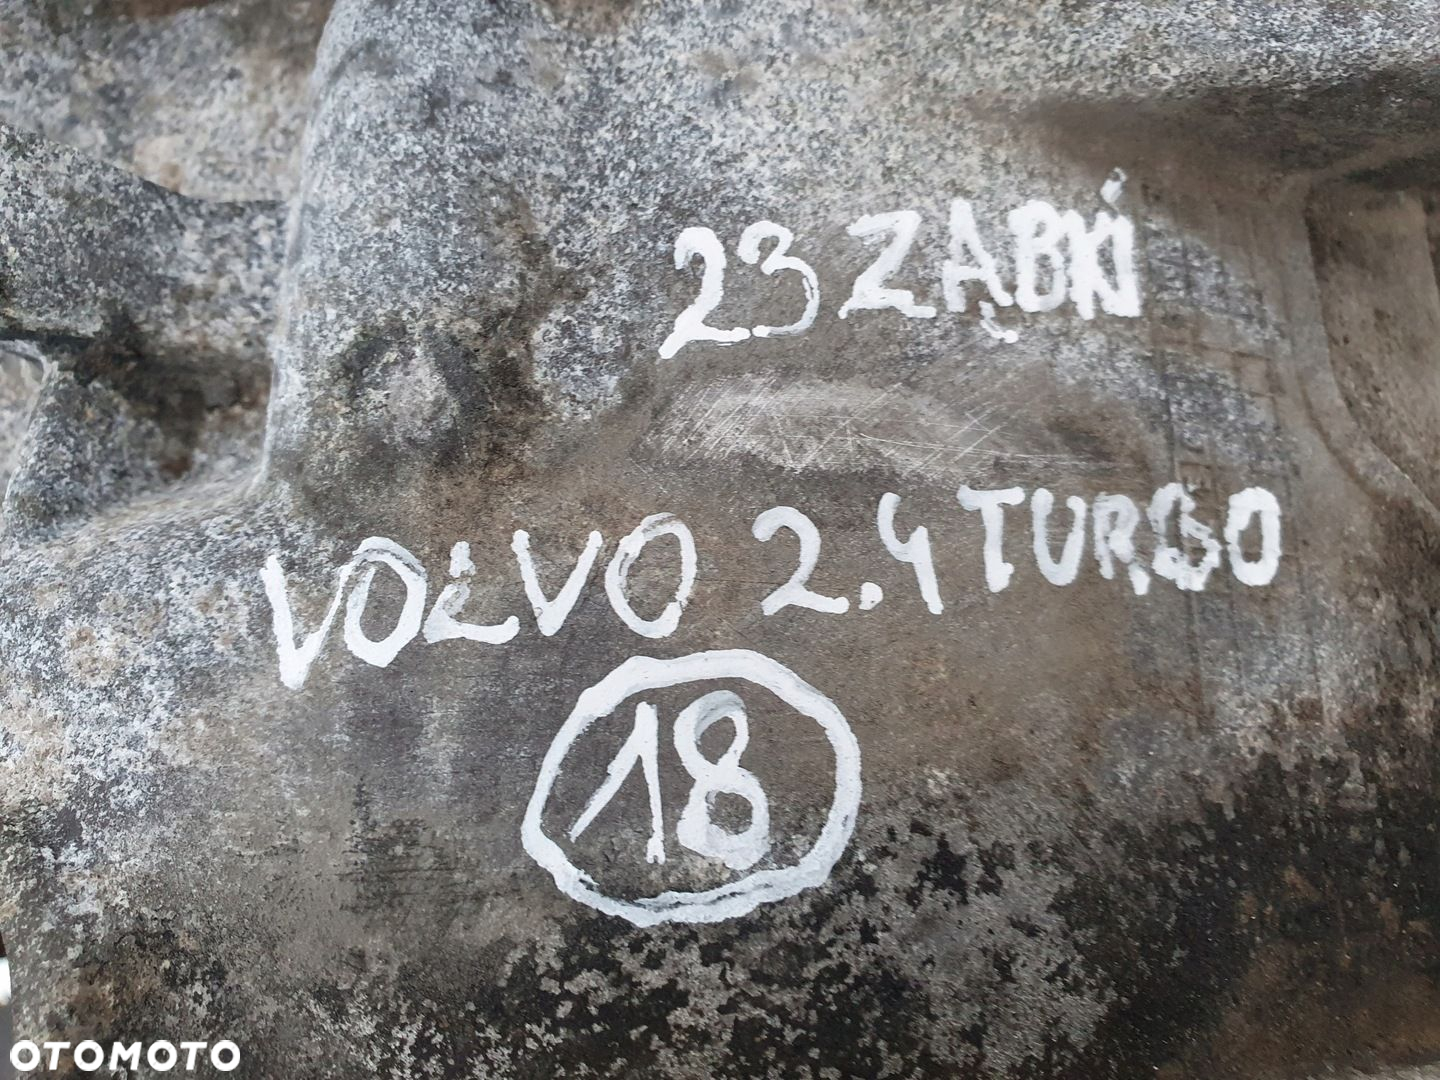 23 ZĄBKI
VOLVO 2.4 TURBO
18
OTOMOTO